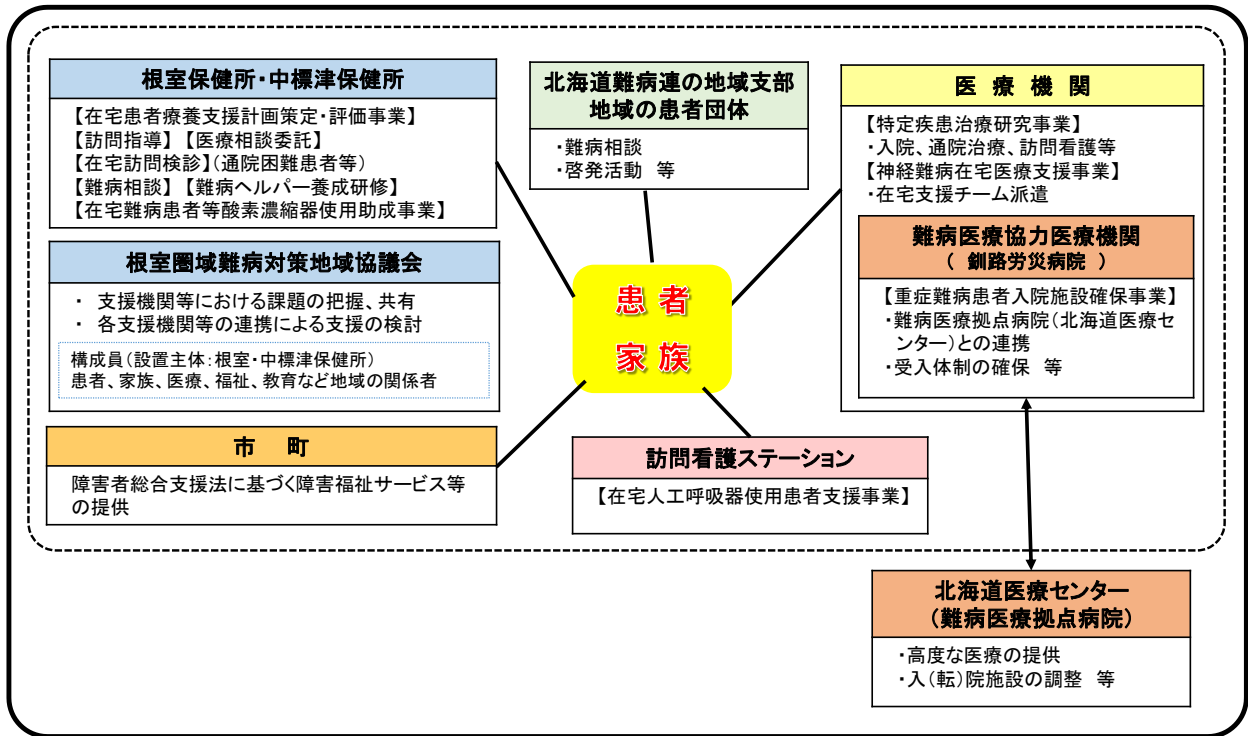 根室保健所・中標津保健所
【在宅患者療養支援計画策定・評価事業】
【訪問指導】【医療相談委託】
【在宅訪問検診】（通院困難患者等）
【難病相談】【難病ヘルパー養成研修】
【在宅難病患者等酸素濃縮器使用助成事業】
根室圏域難病対策地域協議会
・ 支援機関等における課題の把握、共有
・ 各支援機関等の連携による支援の検討
構成員（設置主体：根室・中標津保健所）
患者、家族、医療、福祉、教育など地域の関係者
市 町
障害者総合支援法に基づく障害福祉サービス等
の提供
北海道難病連の地域支部
地域の患者団体
・難病相談
・啓発活動 等
患 者
家 族
訪問看護ステーション
【在宅人工呼吸器使用患者支援事業】
医 療 機 関
【特定疾患治療研究事業】
・入院、通院治療、訪問看護等
【神経難病在宅医療支援事業】
・在宅支援チーム派遣
難病医療協力医療機関
（ 釧路労災病院 ）
【重症難病患者入院施設確保事業】
・難病医療拠点病院（北海道医療セ
ンター）との連携
・受入体制の確保 等
北海道医療センター
（難病医療拠点病院）
・高度な医療の提供
・入（転）院施設の調整 等